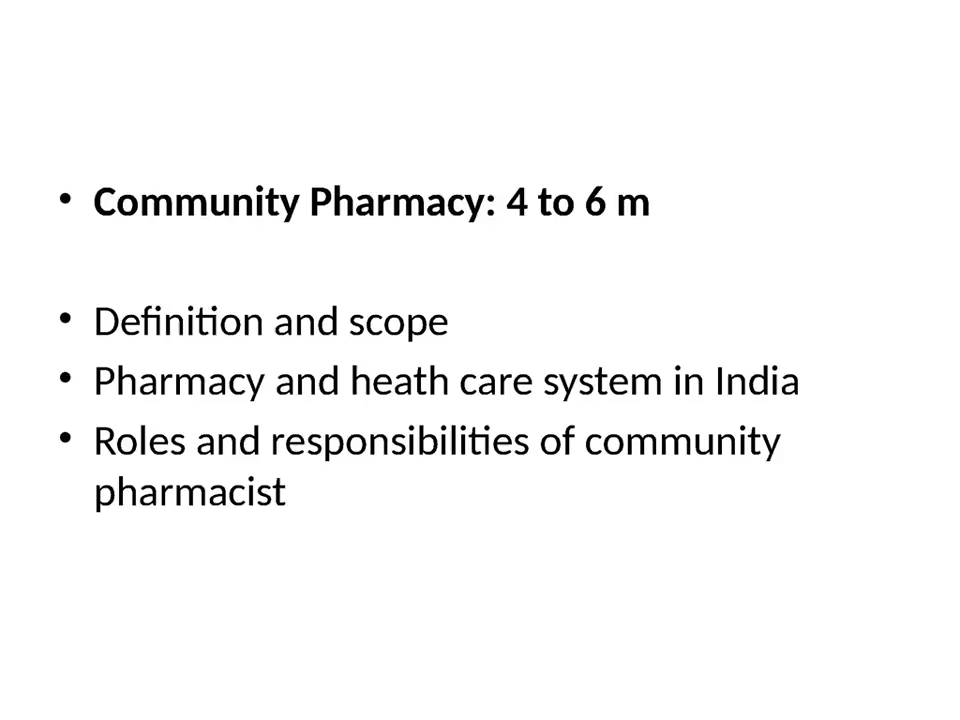 • Community Pharmacy: 4 to 6 m
• Definition and scope
• Pharmacy and heath care system in India
• Roles and responsibilities of community
pharmacist